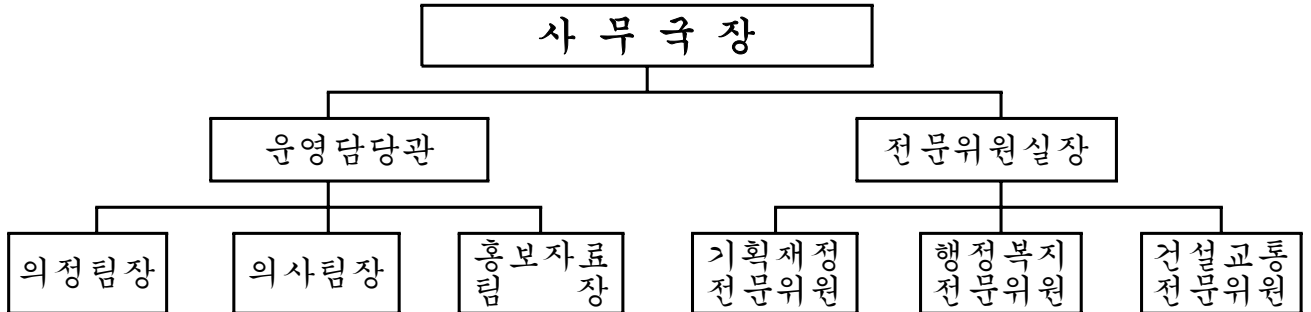 사 무 국 장
운영담당관
전문위원실장
의정팀장
의사팀장
홍보자료
팀 장
기획재정
전문위원
행정복지
전문위원
건설교통
전문위원